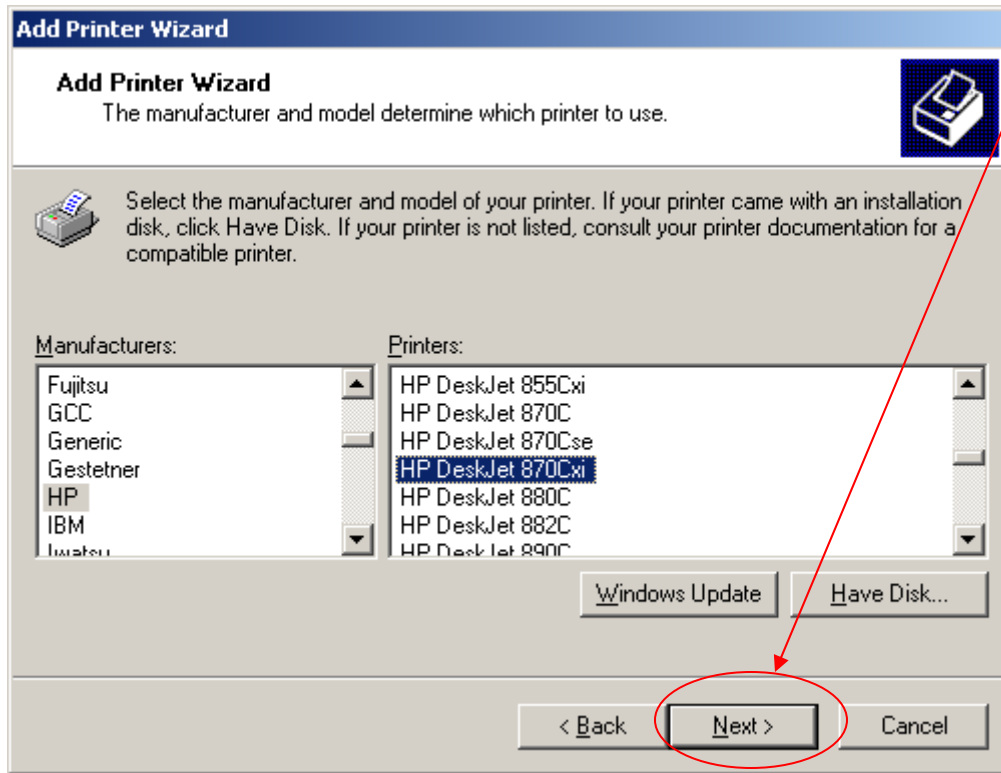 Add Printer Wizard
Add Printer Wizard
The manufacturer and model determine which printer to use.
Select the manufacturer and model of your printer. If your printer came with an installation
disk, click Have Disk. If your printer is not listed, consult your printer documentation for a
compatible printer.
Manufacturers:
Fujitsu
GCC
Generic
Gestetner
HP
IBM
Iwatsu
Printers:
HP DeskJet 855Cxi
HP DeskJet 870C
HP DeskJet 870Cse
HP DeskJet 870Cxi
HP DeskJet 880C
HP DeskJet 882C
HP DeskJet 890C
Windows Update
Have Disk...
< Back
Next >
Cancel